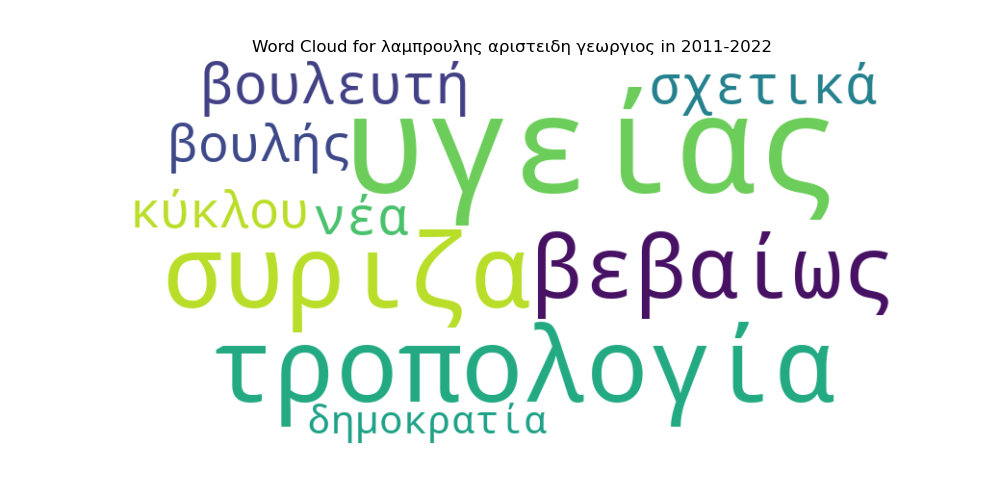 Word Cloud for λαμπρουλης αριστειδη γεωργιος in 2011-2022
βουλευτή
σχετικά
υγείας
βουλής
κύκλου
νέα
συριζα
βεβαίως
τροπολογία
δημοκρατία